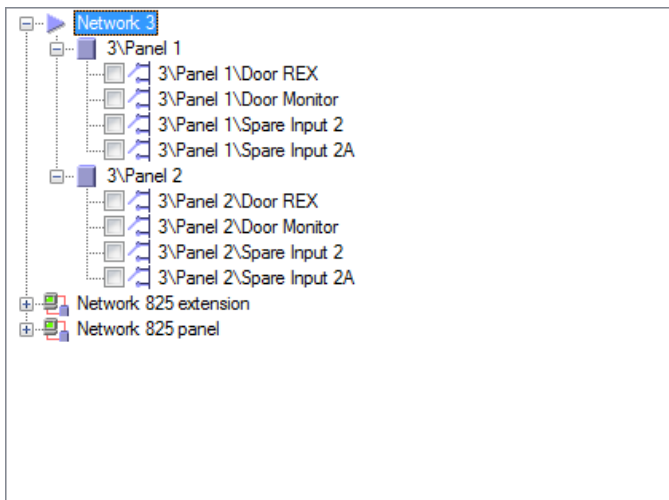 Network 3
3\Panel 1
3\Panel 1\Door REX
3\Panel 1\Door Monitor
3\Panel 1\Spare Input 2
3\Panel 1\Spare Input 2A
3\Panel 2
3\Panel 2\Door REX
3\Panel 2\Door Monitor
3\Panel 2\Spare Input 2
3\Panel 2\Spare Input 2A
Network 825 extension
Network 825 panel